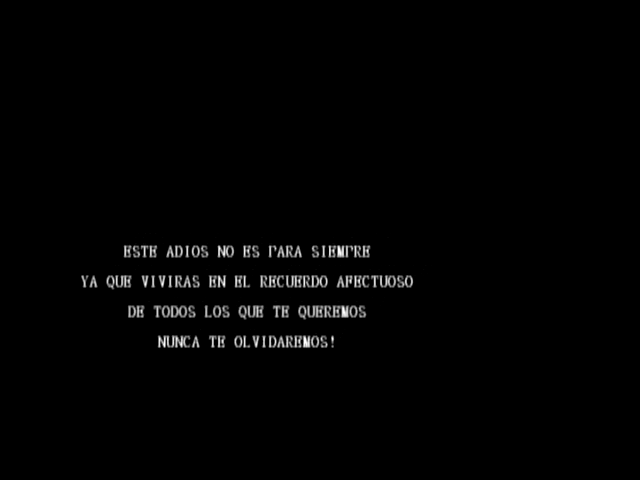 ESTE ADIOS NO ES PARA SIEMPRE
YA QUE VIVIRAS EN EL RECUERDO AFECTUOSO
DE TODOS LOS QUE TE QUEREMOS
NUNCA TE OLVIDAREMOS!